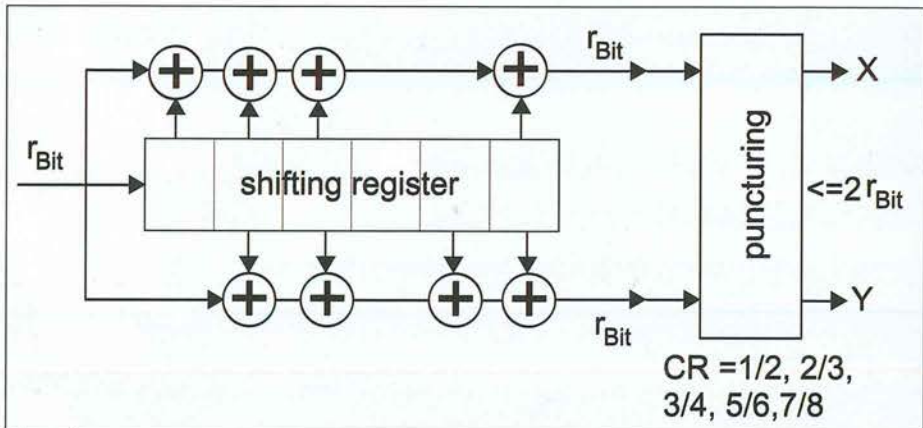 r_Bit
X
r_Bit
shifting register
puncturing
<=2 r_Bit
r_Bit
Y
CR =1/2, 2/3,
3/4, 5/6,7/8